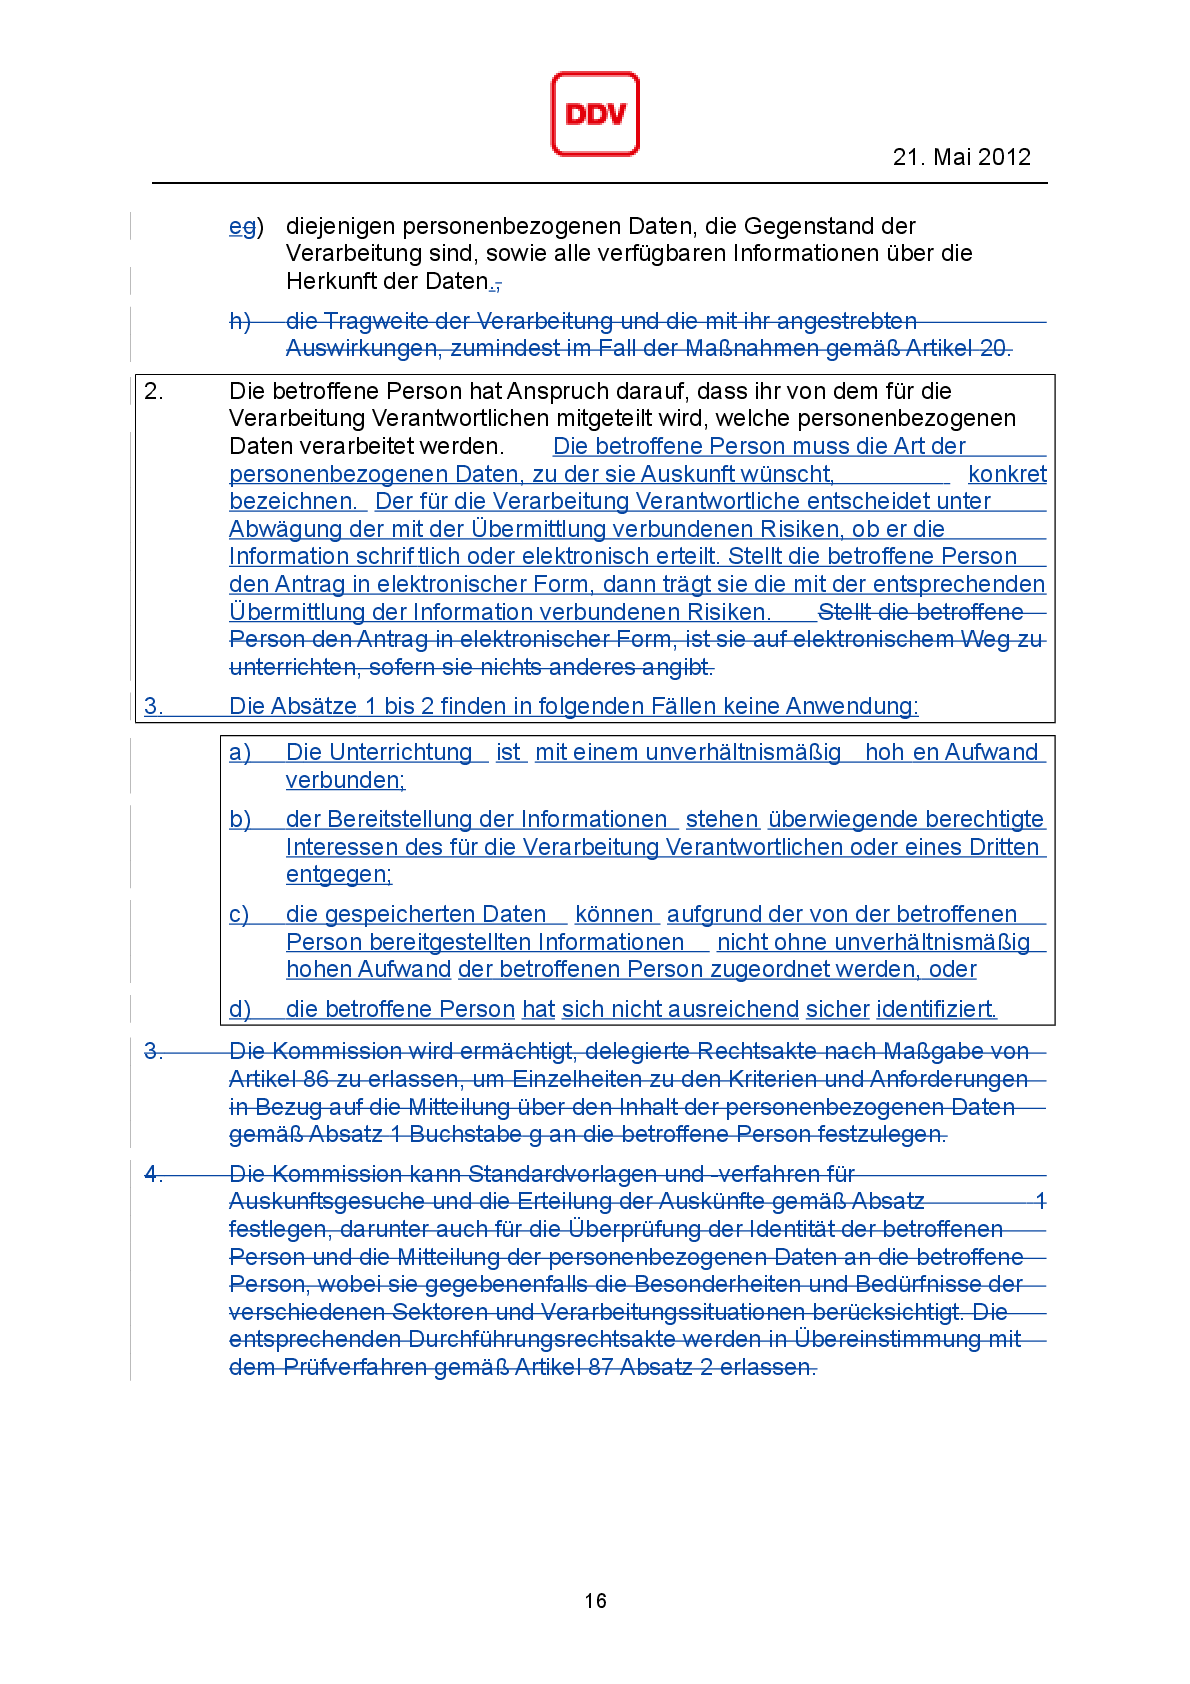 DDV
21. Mai 2012
eg) diejenigen personenbezogenen Daten, die Gegenstand der
Verarbeitung sind, sowie alle verfügbaren Informationen über die
Herkunft der Daten.;
h) die Tragweite der Verarbeitung und die mit ihr angestrebten
Auswirkungen, zumindest im Fall der Maßnahmen gemäß Artikel 20.
2. Die betroffene Person hat Anspruch darauf, dass ihr von dem für die
Verarbeitung Verantwortlichen mitgeteilt wird, welche personenbezogenen
Daten verarbeitet werden. Die betroffene Person muss die Art der
personenbezogenen Daten, zu der sie Auskunft wünscht, konkret
bezeichnen. Der für die Verarbeitung Verantwortliche entscheidet unter
Abwägung der mit der Übermittlung verbundenen Risiken, ob er die
Information schriftlich oder elektronisch erteilt. Stellt die betroffene Person
den Antrag in elektronischer Form, dann trägt sie die mit der entsprechenden
Übermittlung der Information verbundenen Risiken. Stellt die betroffene
Person den Antrag in elektronischer Form, ist sie auf elektronischem Weg zu
unterrichten, sofern sie nichts anderes angibt.
3. Die Absätze 1 bis 2 finden in folgenden Fällen keine Anwendung:
a) Die Unterrichtung ist mit einem unverhältnismäßig hohen Aufwand
verbunden;
b) der Bereitstellung der Informationen stehen überwiegende berechtigte
Interessen des für die Verarbeitung Verantwortlichen oder eines Dritten
entgegen;
c) die gespeicherten Daten können aufgrund der von der betroffenen
Person bereitgestellten Informationen nicht ohne unverhältnismäßig
hohen Aufwand der betroffenen Person zugeordnet werden, oder
d) die betroffene Person hat sich nicht ausreichend sicher identifiziert.
3. Die Kommission wird ermächtigt, delegierte Rechtsakte nach Maßgabe von
Artikel 86 zu erlassen, um Einzelheiten zu den Kriterien und Anforderungen
in Bezug auf die Mitteilung über den Inhalt der personenbezogenen Daten
gemäß Absatz 1 Buchstabe g an die betroffene Person festzulegen.
4. Die Kommission kann Standardvorlagen und -verfahren für
Auskunftsgesuche und die Erteilung der Auskünfte gemäß Absatz 1
festlegen, darunter auch für die Überprüfung der Identität der betroffenen
Person und die Mitteilung der personenbezogenen Daten an die betroffene
Person, wobei sie gegebenenfalls die Besonderheiten und Bedürfnisse der
verschiedenen Sektoren und Verarbeitungssituationen berücksichtigt. Die
entsprechenden Durchführungsrechtsakte werden in Übereinstimmung mit
dem Prüfverfahren gemäß Artikel 87 Absatz 2 erlassen.
16